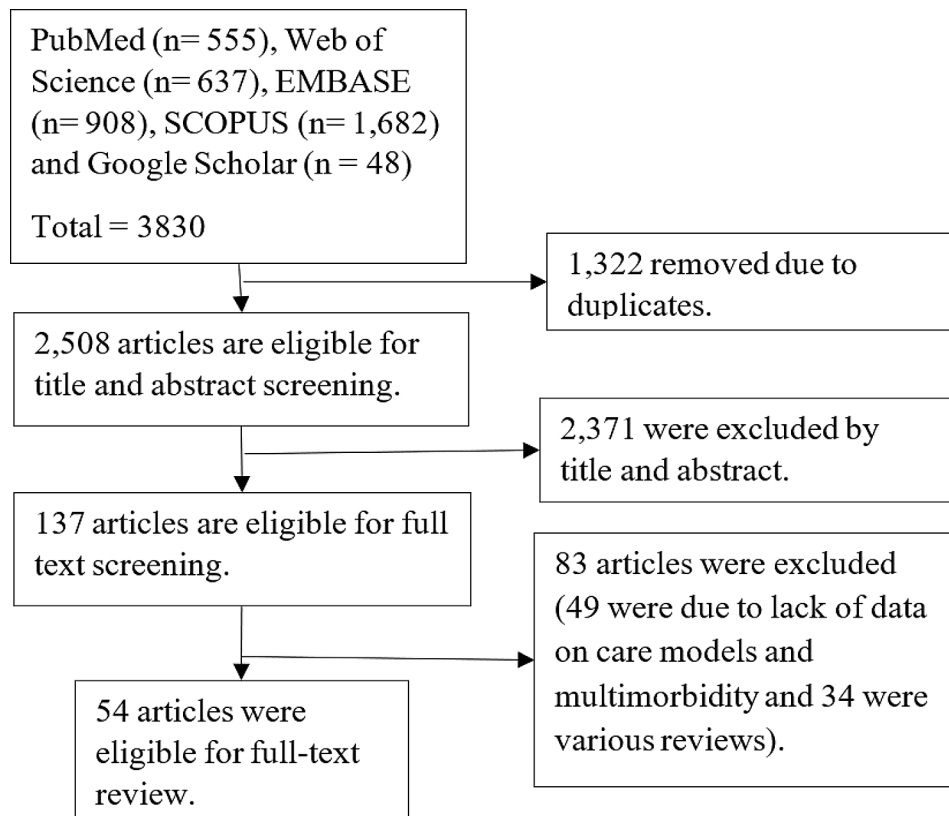 PubMed (n= 555), Web of
Science (n= 637), EMBASE
(n= 908), SCOPUS (n= 1,682)
and Google Scholar (n = 48)
Total = 3830
1,322 removed due to
duplicates.
2,508 articles are eligible for
title and abstract screening.
2,371 were excluded by
title and abstract.
137 articles are eligible for full
text screening.
83 articles were excluded
(49 were due to lack of data
on care models and
multimorbidity and 34 were
various reviews).
54 articles were
eligible for full-text
review.